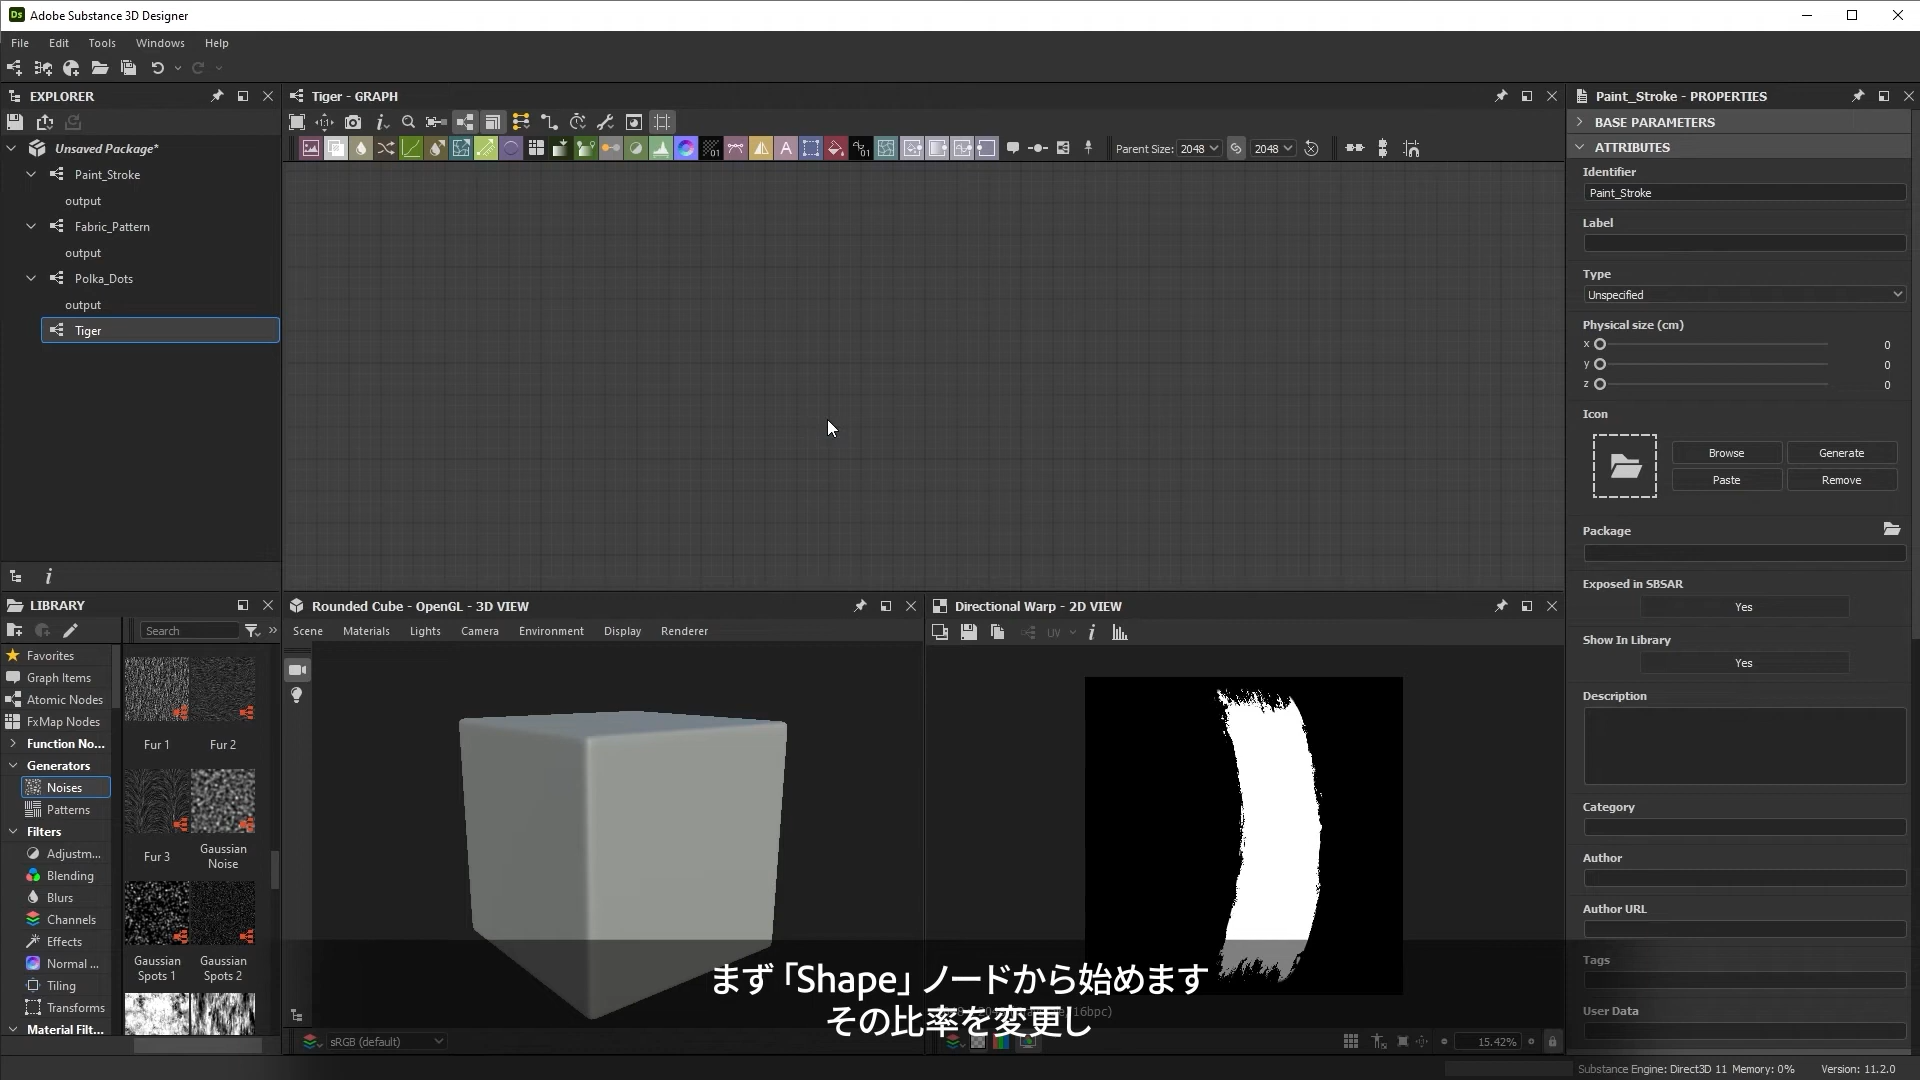 Ds Adobe Substance 3D Designer
File Edit Tools Windows Help
EXPLORER
Unsaved Package*
Paint_Stroke
output
Fabric_Pattern
output
Polka_Dots
output
Tiger
Tiger - GRAPH
Parent Size: 2048 2048
LIBRARY
Search
Favorites
Graph Items
Atomic Nodes
FxMap Nodes
Function No...
Generators
Noises
Patterns
Filters
Adjustm...
Blending
Blurs
Channels
Effects
Normal ...
Tiling
Transforms
Material Filt...
Fur 1 Fur 2
Fur 3 Gaussian Noise
Gaussian Spots 1 Gaussian Spots 2
Rounded Cube - OpenGL - 3D VIEW
Scene Materials Lights Camera Environment Display Renderer
sRGB (default)
Directional Warp - 2D VIEW
UV
15.42%
Paint_Stroke - PROPERTIES
BASE PARAMETERS
ATTRIBUTES
Identifier
Paint_Stroke
Label
Type
Unspecified
Physical size (cm)
x 0
y 0
z 0
Icon
Browse Generate
Paste Remove
Package
Exposed in SBSAR
Yes
Show In Library
Yes
Description
Category
Author
Author URL
Tags
User Data
まず「Shape」ノードから始めます
その比率を変更し
Substance Engine: Direct3D 11 Memory: 0% Version: 11.2.0